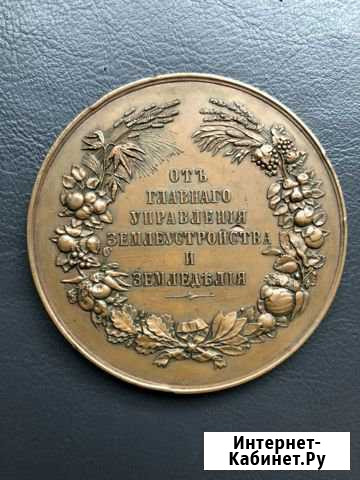 ОТЪ
ГЛАВНАГО
УПРАВЛЕНІЯ
ЗЕМЛЕУСТРОЙСТВА
И
ЗЕМЛЕДѢЛІЯ
Интернет-
Кабинет.Ру